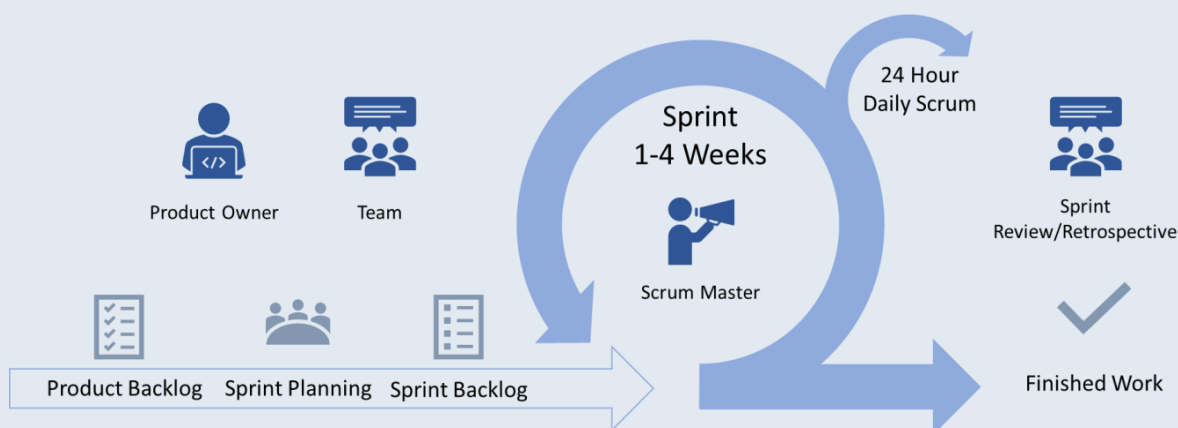 Product Owner
Team
Sprint
1-4 Weeks
Scrum Master
24 Hour
Daily Scrum
Sprint
Review/Retrospective
Product Backlog
Sprint Planning
Sprint Backlog
Finished Work